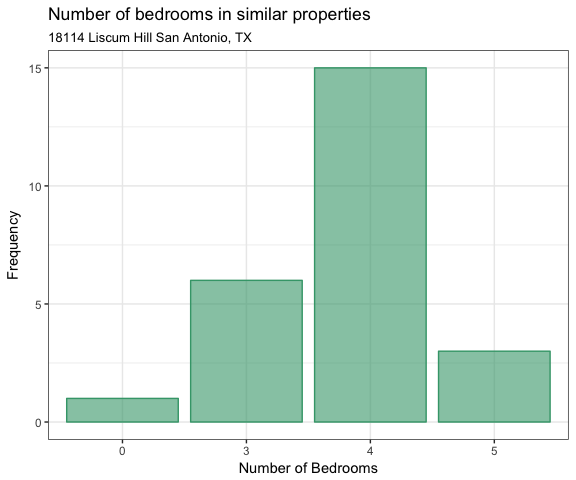 Number of bedrooms in similar properties
18114 Liscum Hill San Antonio, TX
15
10
5
0
Frequency
0 3 4 5
Number of Bedrooms